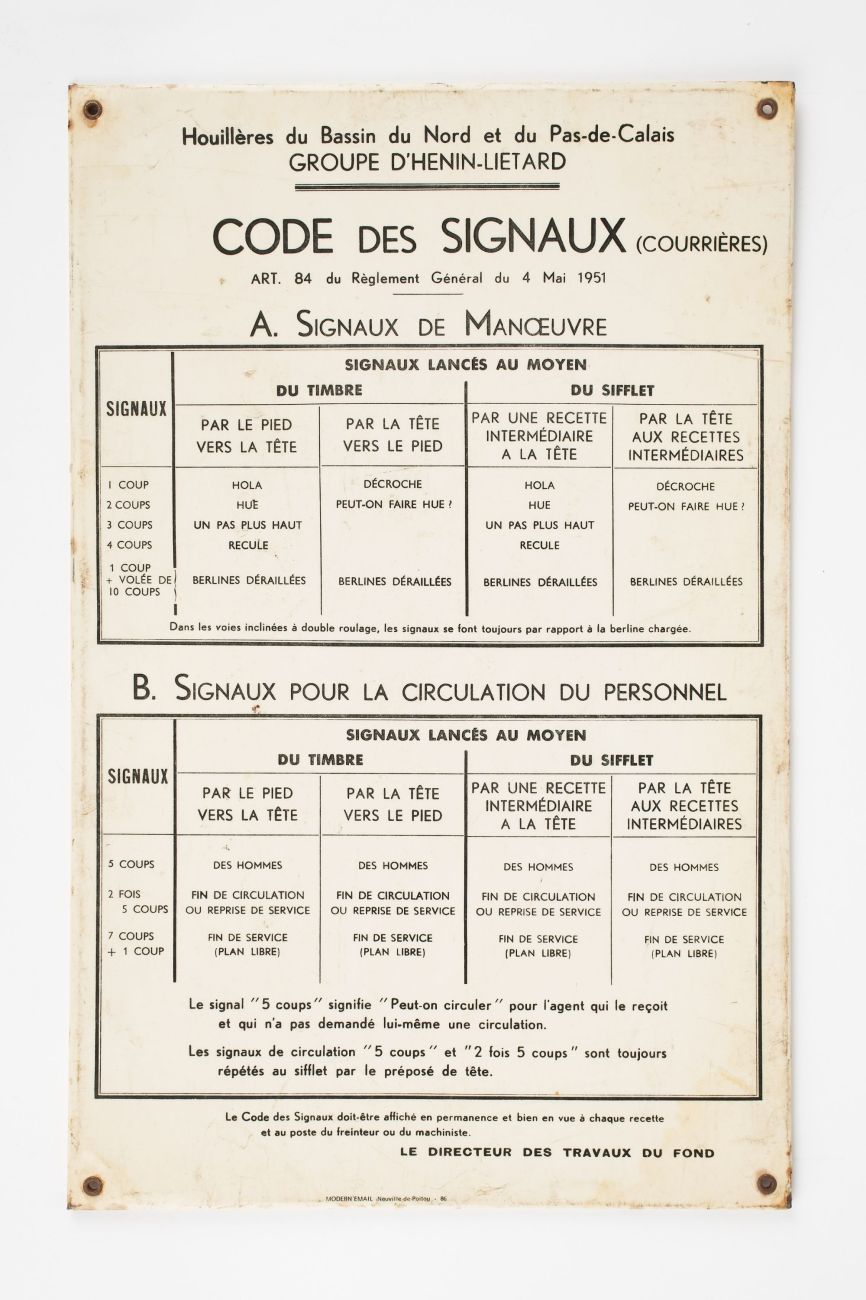 Houillères du Bassin du Nord et du Pas-de-Calais
GROUPE D'HENIN-LIETARD
CODE DES SIGNAUX (COURRIÈRES)
ART. 84 du Règlement Général du 4 Mai 1951
A. SIGNAUX DE MANŒUVRE
SIGNAUX LANCÉS AU MOYEN
DU TIMBRE DU SIFFLET
SIGNAUX
PAR LE PIED VERS LA TÊTE
PAR LA TÊTE VERS LE PIED
PAR UNE RECETTE INTERMÉDIAIRE A LA TÊTE
PAR LA TÊTE AUX RECETTES INTERMÉDIAIRES
1 COUP HOLA DÉCROCHE HOLA DÉCROCHE
2 COUPS HUE PEUT-ON FAIRE HUE ? HUE PEUT-ON FAIRE HUE ?
3 COUPS UN PAS PLUS HAUT UN PAS PLUS HAUT
4 COUPS RECULE RECULE
1 COUP
+ VOLÉE DE BERLINES DÉRAILLÉES BERLINES DÉRAILLÉES BERLINES DÉRAILLÉES BERLINES DÉRAILLÉES
10 COUPS
Dans les voies inclinées à double roulage, les signaux se font toujours par rapport à la berline chargée.
B. SIGNAUX POUR LA CIRCULATION DU PERSONNEL
SIGNAUX LANCÉS AU MOYEN
DU TIMBRE DU SIFFLET
SIGNAUX
PAR LE PIED VERS LA TÊTE
PAR LA TÊTE VERS LE PIED
PAR UNE RECETTE INTERMÉDIAIRE A LA TÊTE
PAR LA TÊTE AUX RECETTES INTERMÉDIAIRES
5 COUPS DES HOMMES DES HOMMES DES HOMMES DES HOMMES
2 FOIS FIN DE CIRCULATION FIN DE CIRCULATION FIN DE CIRCULATION FIN DE CIRCULATION
5 COUPS OU REPRISE DE SERVICE OU REPRISE DE SERVICE OU REPRISE DE SERVICE OU REPRISE DE SERVICE
7 COUPS FIN DE SERVICE FIN DE SERVICE FIN DE SERVICE FIN DE SERVICE
+ 1 COUP (PLAN LIBRE) (PLAN LIBRE) (PLAN LIBRE) (PLAN LIBRE)
Le signal "5 coups" signifie "Peut-on circuler" pour l'agent qui le reçoit
et qui n'a pas demandé lui-même une circulation.
Les signaux de circulation "5 coups" et "2 fois 5 coups" sont toujours
répétés au sifflet par le préposé de tête.
Le Code des Signaux doit-être affiché en permanence et bien en vue à chaque recette
et au poste du freinteur ou du machiniste.
LE DIRECTEUR DES TRAVAUX DU FOND
MODERN'EMAIL - Neuville-de-Poitou - 86